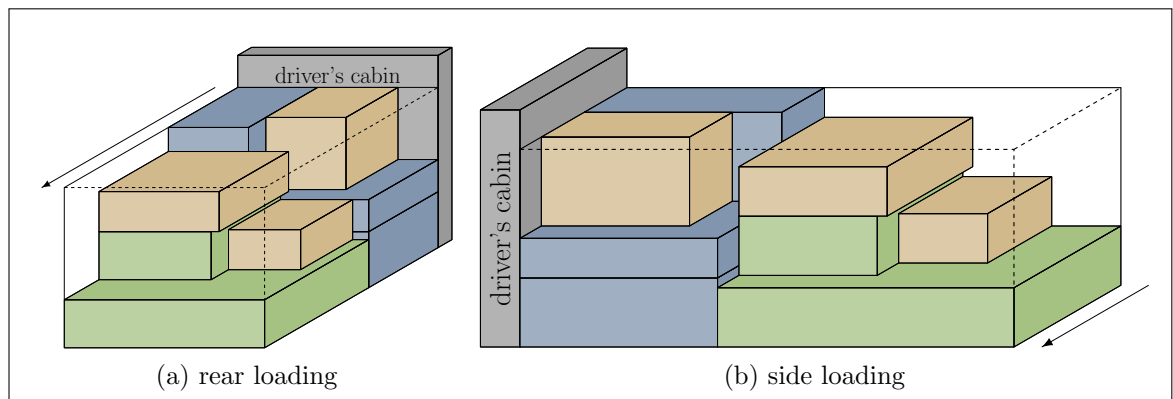 driver's cabin
driver's cabin
(a) rear loading
(b) side loading